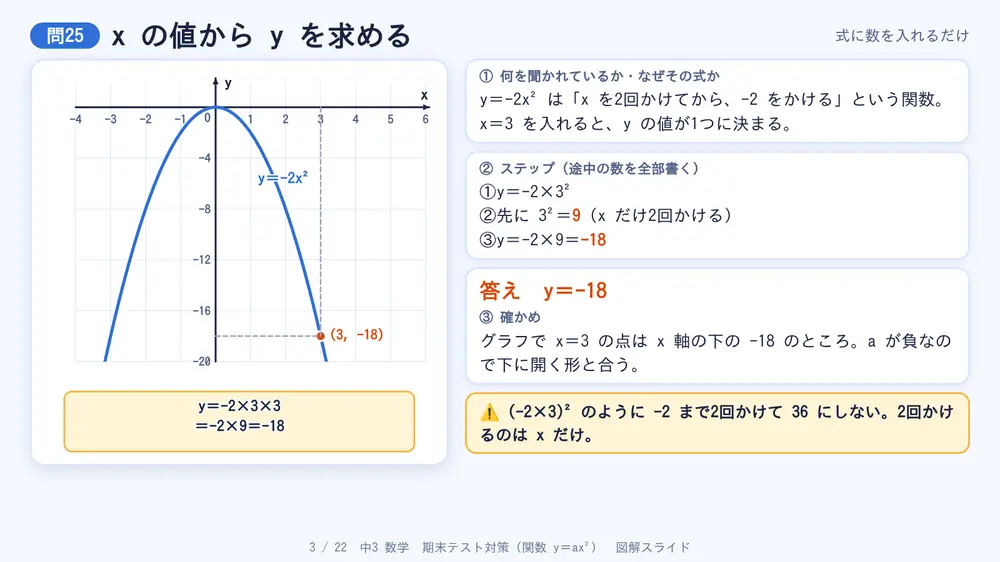 問25 x の値から y を求める
式に数を入れるだけ
y
x
-4 -3 -2 -1 0 1 2 3 4 5 6
-4
y=-2x²
-8
-12
-16
(3, -18)
-20
y=-2×3×3
=-2×9=-18
① 何を聞かれているか・なぜその式か
y=-2x² は「x を2回かけてから、-2 をかける」という関数。
x=3 を入れると、y の値が1つに決まる。
② ステップ（途中の数を全部書く）
①y=-2×3²
②先に 3²=9（x だけ2回かける）
③y=-2×9=-18
答え y=-18
③ 確かめ
グラフで x=3 の点は x 軸の下の -18 のところ。a が負なの
で下に開く形と合う。
⚠️ (-2×3)² のように -2 まで2回かけて 36 にしない。2回かけ
るのは x だけ。
3 / 22 中3 数学 期末テスト対策（関数 y=ax²） 図解スライド